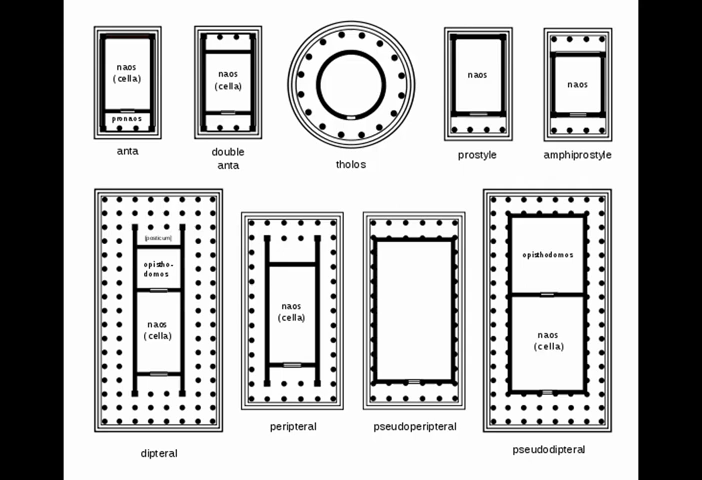 naos
(cella)
pronaos
anta
naos
(cella)
double
anta
tholos
naos
prostyle
naos
amphiprostyle
(posticum)
opistho-
domos
naos
(cella)
dipteral
naos
(cella)
peripteral
pseudoperipteral
opisthodomos
naos
(cella)
pseudodipteral